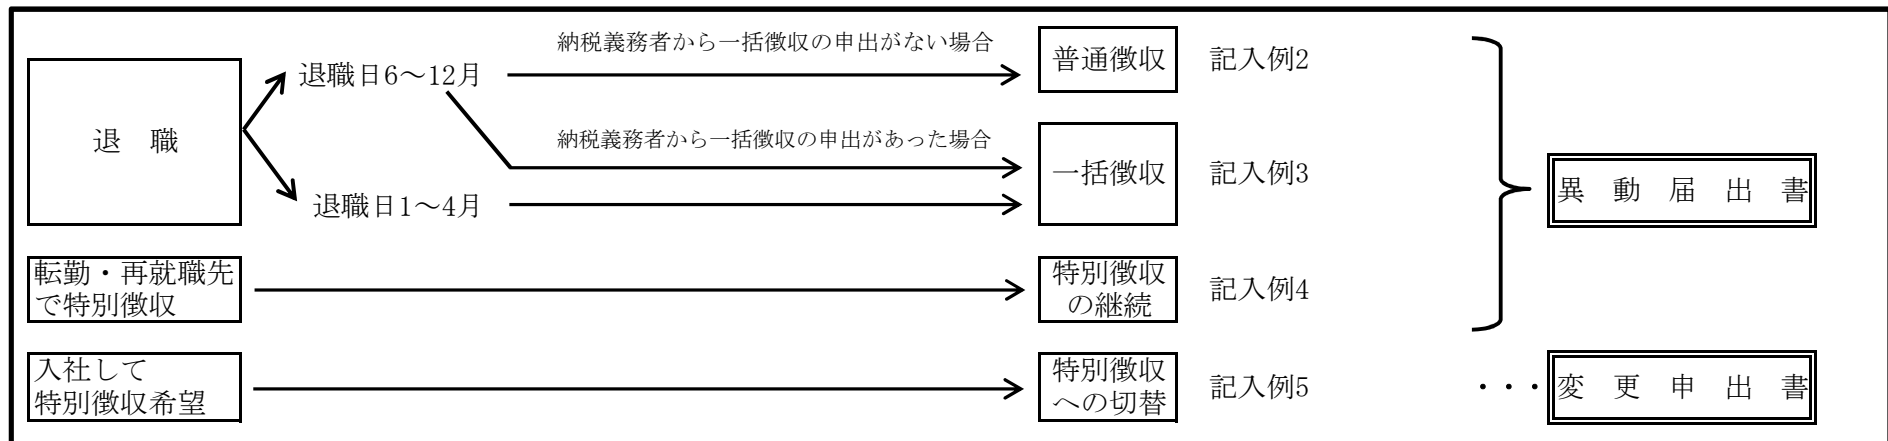 納税義務者から一括徴収の申出がない場合
退職日6～12月
普通徴収
記入例2
退　職
納税義務者から一括徴収の申出があった場合
一括徴収
記入例3
退職日1～4月
異　動　届　出　書
転勤・再就職先
で特別徴収
特別徴収
の継続
記入例4
入社して
特別徴収希望
特別徴収
への切替
記入例5
・・・
変　更　申　出　書